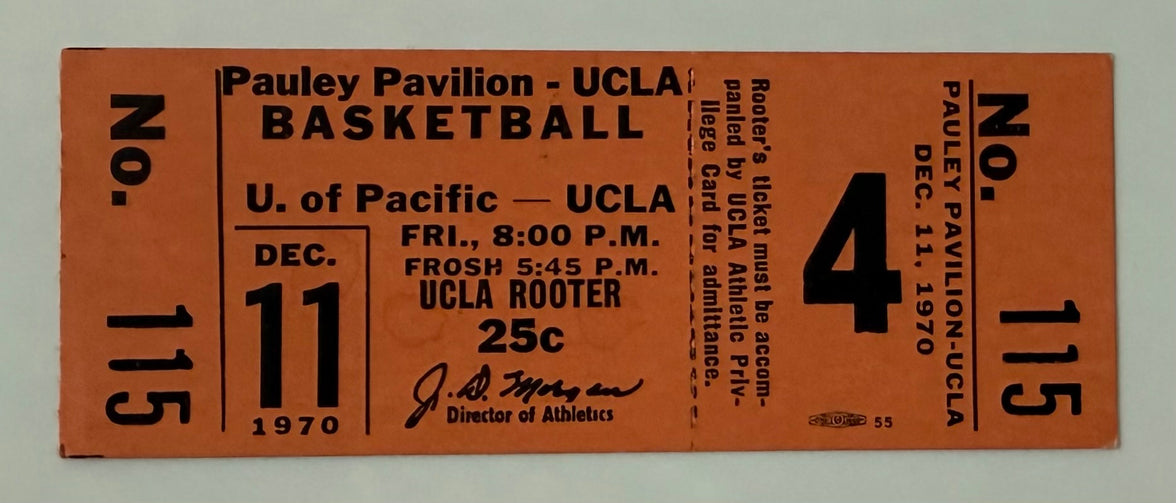 No. 115
Pauley Pavilion - UCLA
BASKETBALL
U. of Pacific — UCLA
FRI., 8:00 P.M.
FROSH 5:45 P.M.
DEC.
11
1970
UCLA ROOTER
25c
J. D. Morgan
Director of Athletics
Rooter's ticket must be accom-
panied by UCLA Athletic Priv-
ilege Card for admittance.
4
55
DEC. 11, 1970
PAULEY PAVILION-UCLA
No. 115